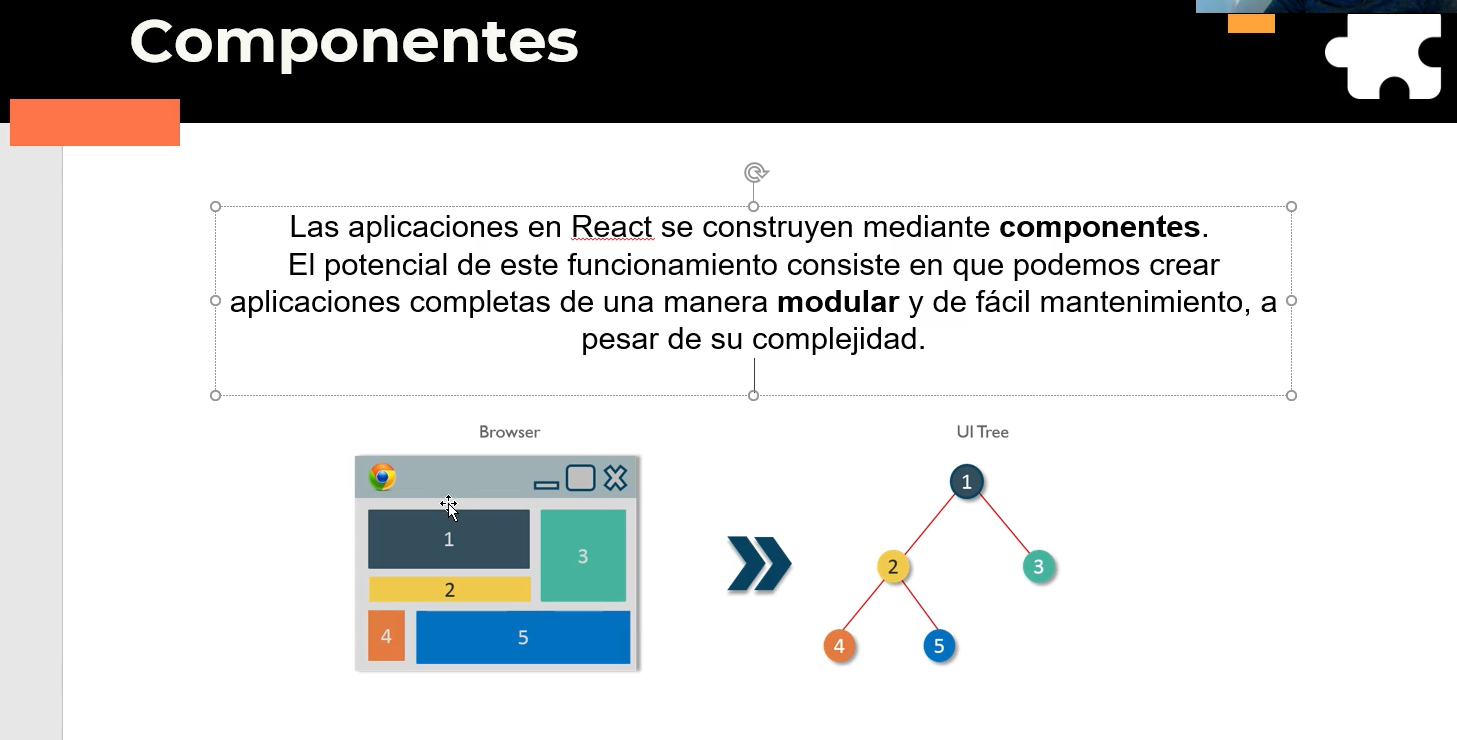 Componentes
Las aplicaciones en React se construyen mediante componentes.
El potencial de este funcionamiento consiste en que podemos crear
aplicaciones completas de una manera modular y de fácil mantenimiento, a
pesar de su complejidad.
Browser
UI Tree
1
3
2
4
5
1
2
3
4
5